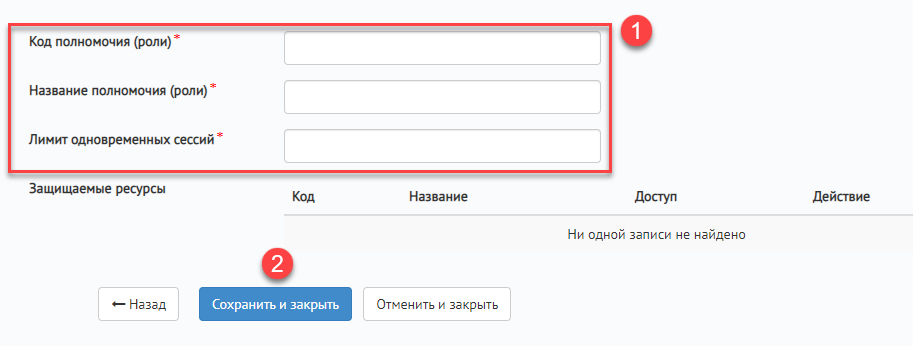 1
Код полномочия (роли) *
Название полномочия (роли) *
Лимит одновременных сессий *
Защищаемые ресурсы
Код Название Доступ Действие
Ни одной записи не найдено
2
← Назад Сохранить и закрыть Отменить и закрыть